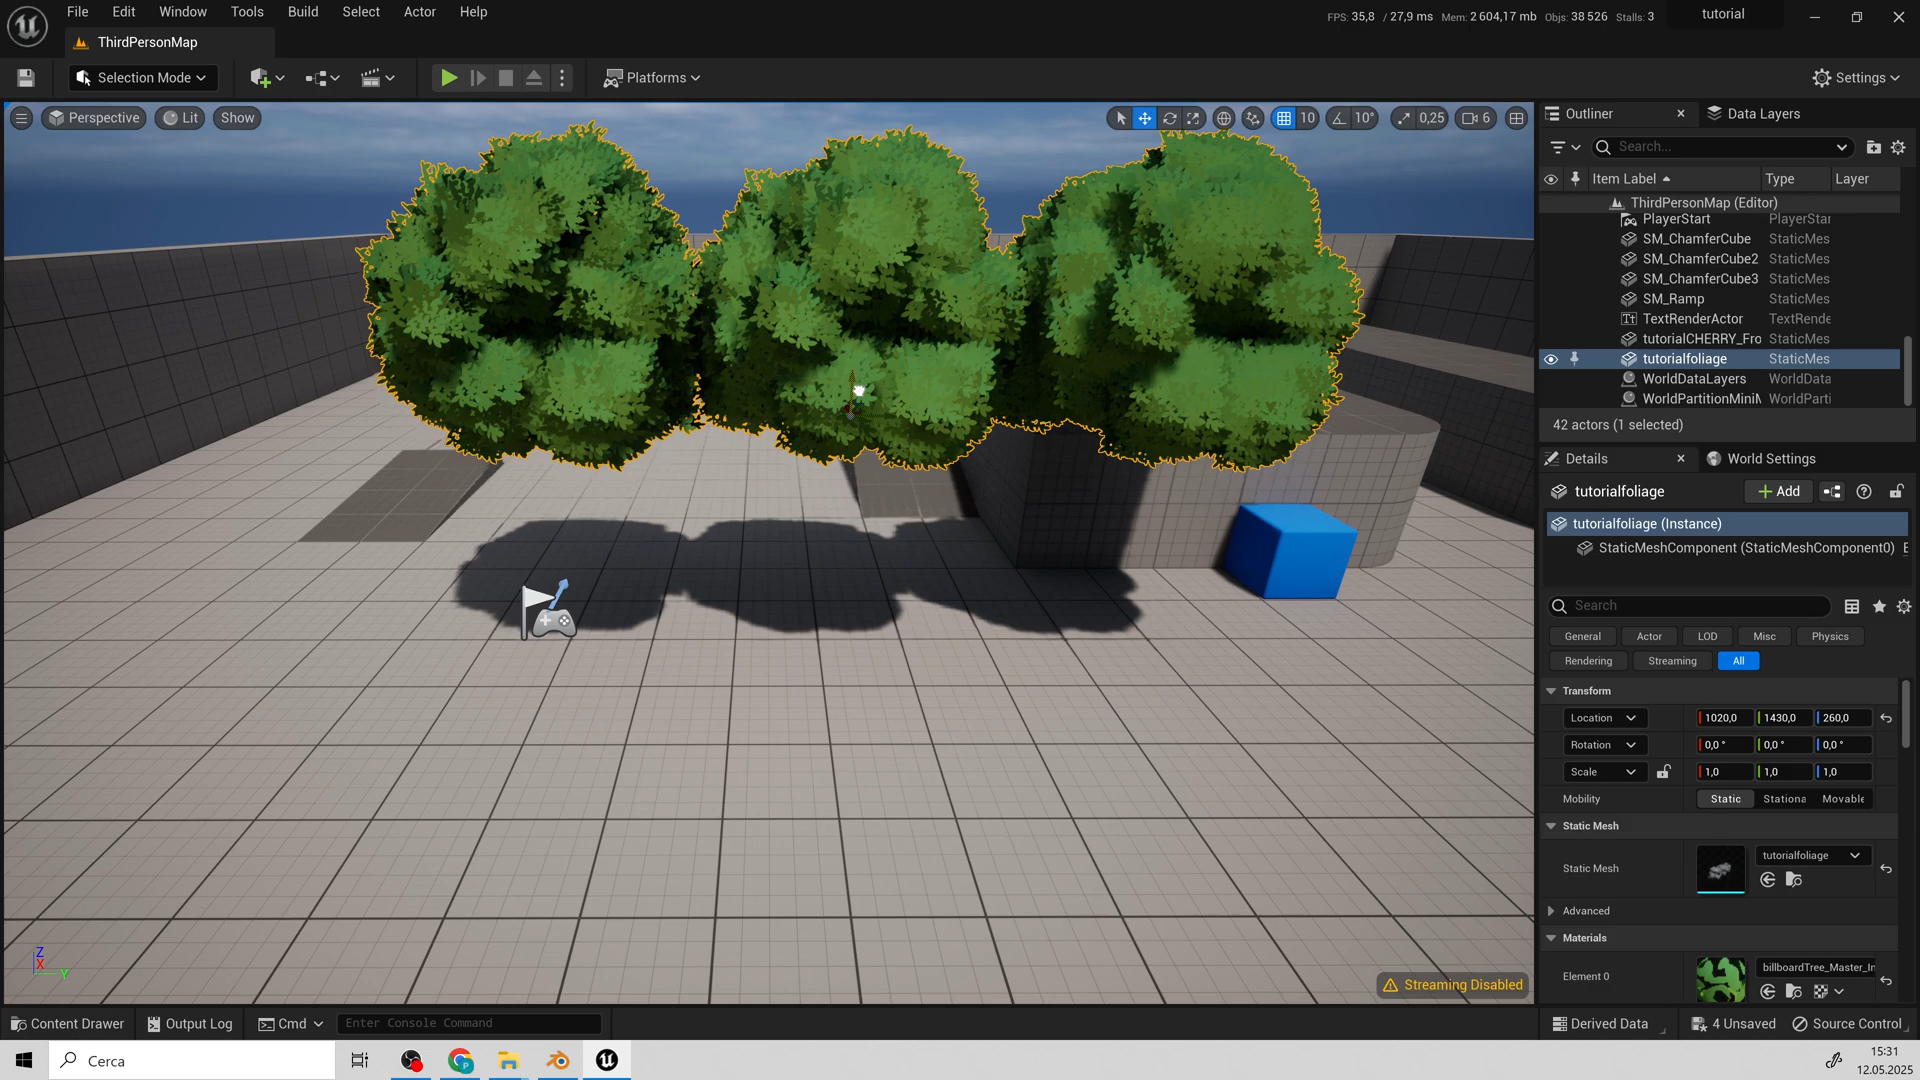 File Edit Window Tools Build Select Actor Help
FPS: 35,8 / 27,9 ms Mem: 2 604,17 mb Objs: 38 526 Stalls: 3
tutorial
ThirdPersonMap
Selection Mode
Platforms
Settings
Perspective Lit Show
10 10° 0,25 6
Outliner
Data Layers
Search...
Item Label Type Layer
ThirdPersonMap (Editor)
PlayerStart PlayerStar
SM_ChamferCube StaticMes
SM_ChamferCube2 StaticMes
SM_ChamferCube3 StaticMes
SM_Ramp StaticMes
TextRenderActor TextRende
tutorialCHERRY_Fro StaticMes
tutorialfoliage StaticMes
WorldDataLayers WorldData
WorldPartitionMini WorldParti
42 actors (1 selected)
Details
World Settings
tutorialfoliage
Add
tutorialfoliage (Instance)
StaticMeshComponent (StaticMeshComponent0)
Search
General Actor LOD Misc Physics
Rendering Streaming All
Transform
Location 1020,0 1430,0 260,0
Rotation 0,0 ° 0,0 ° 0,0 °
Scale 1,0 1,0 1,0
Mobility Static Stationa Movable
Static Mesh
tutorialfoliage
Static Mesh
Advanced
Materials
billboardTree_Master_In
Element 0
Z
X
Y
Streaming Disabled
Content Drawer Output Log Cmd Enter Console Command
Derived Data 4 Unsaved Source Control
Cerca
15:31
12.05.2025